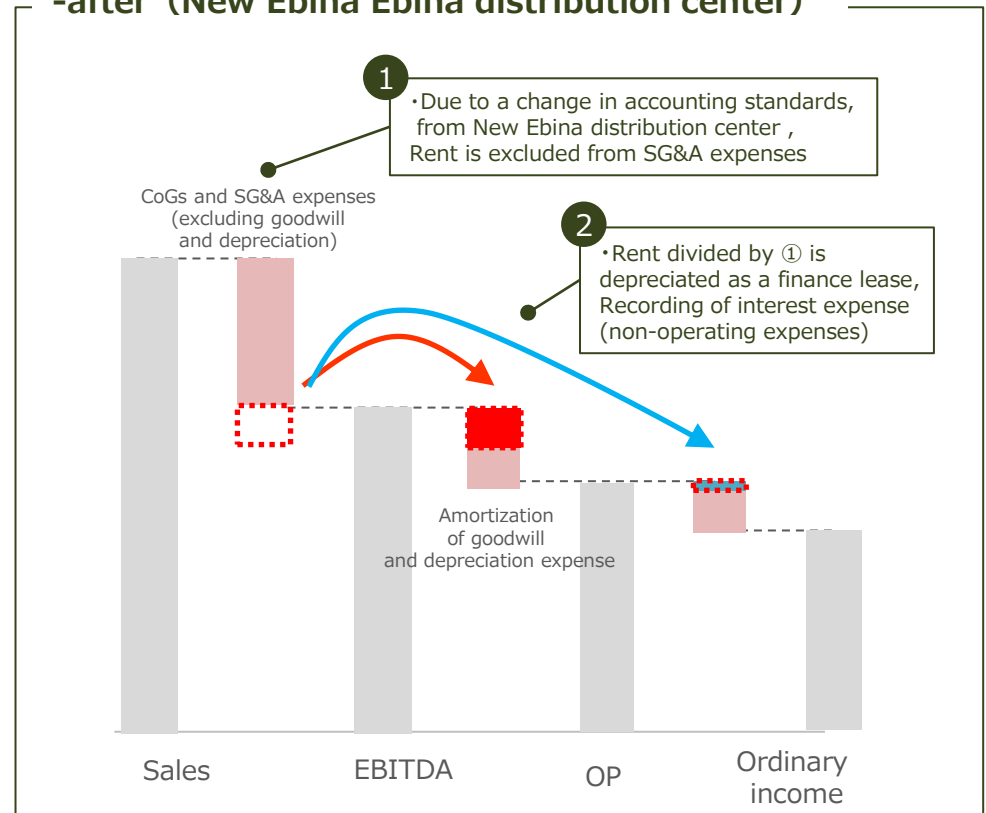 -after（New Ebina Ebina distribution center）
1
・Due to a change in accounting standards,
from New Ebina distribution center ,
Rent is excluded from SG&A expenses
CoGs and SG&A expenses
(excluding goodwill
and depreciation)
2
・Rent divided by ① is
depreciated as a finance lease,
Recording of interest expense
(non-operating expenses)
Amortization
of goodwill
and depreciation expense
Sales
EBITDA
OP
Ordinary
income